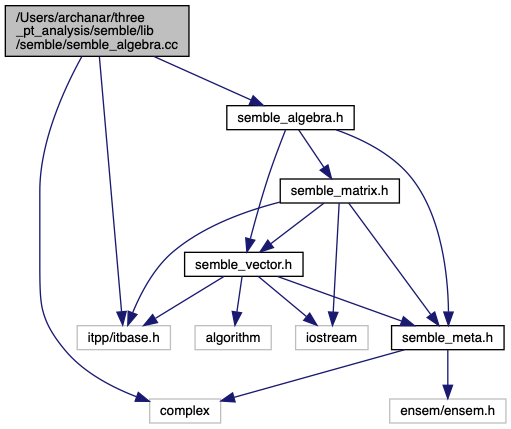 /Users/archanar/three
_pt_analysis/semble/lib
/semble/semble_algebra.cc
semble_algebra.h
semble_matrix.h
semble_vector.h
itpp/itbase.h
algorithm
iostream
semble_meta.h
complex
ensem/ensem.h